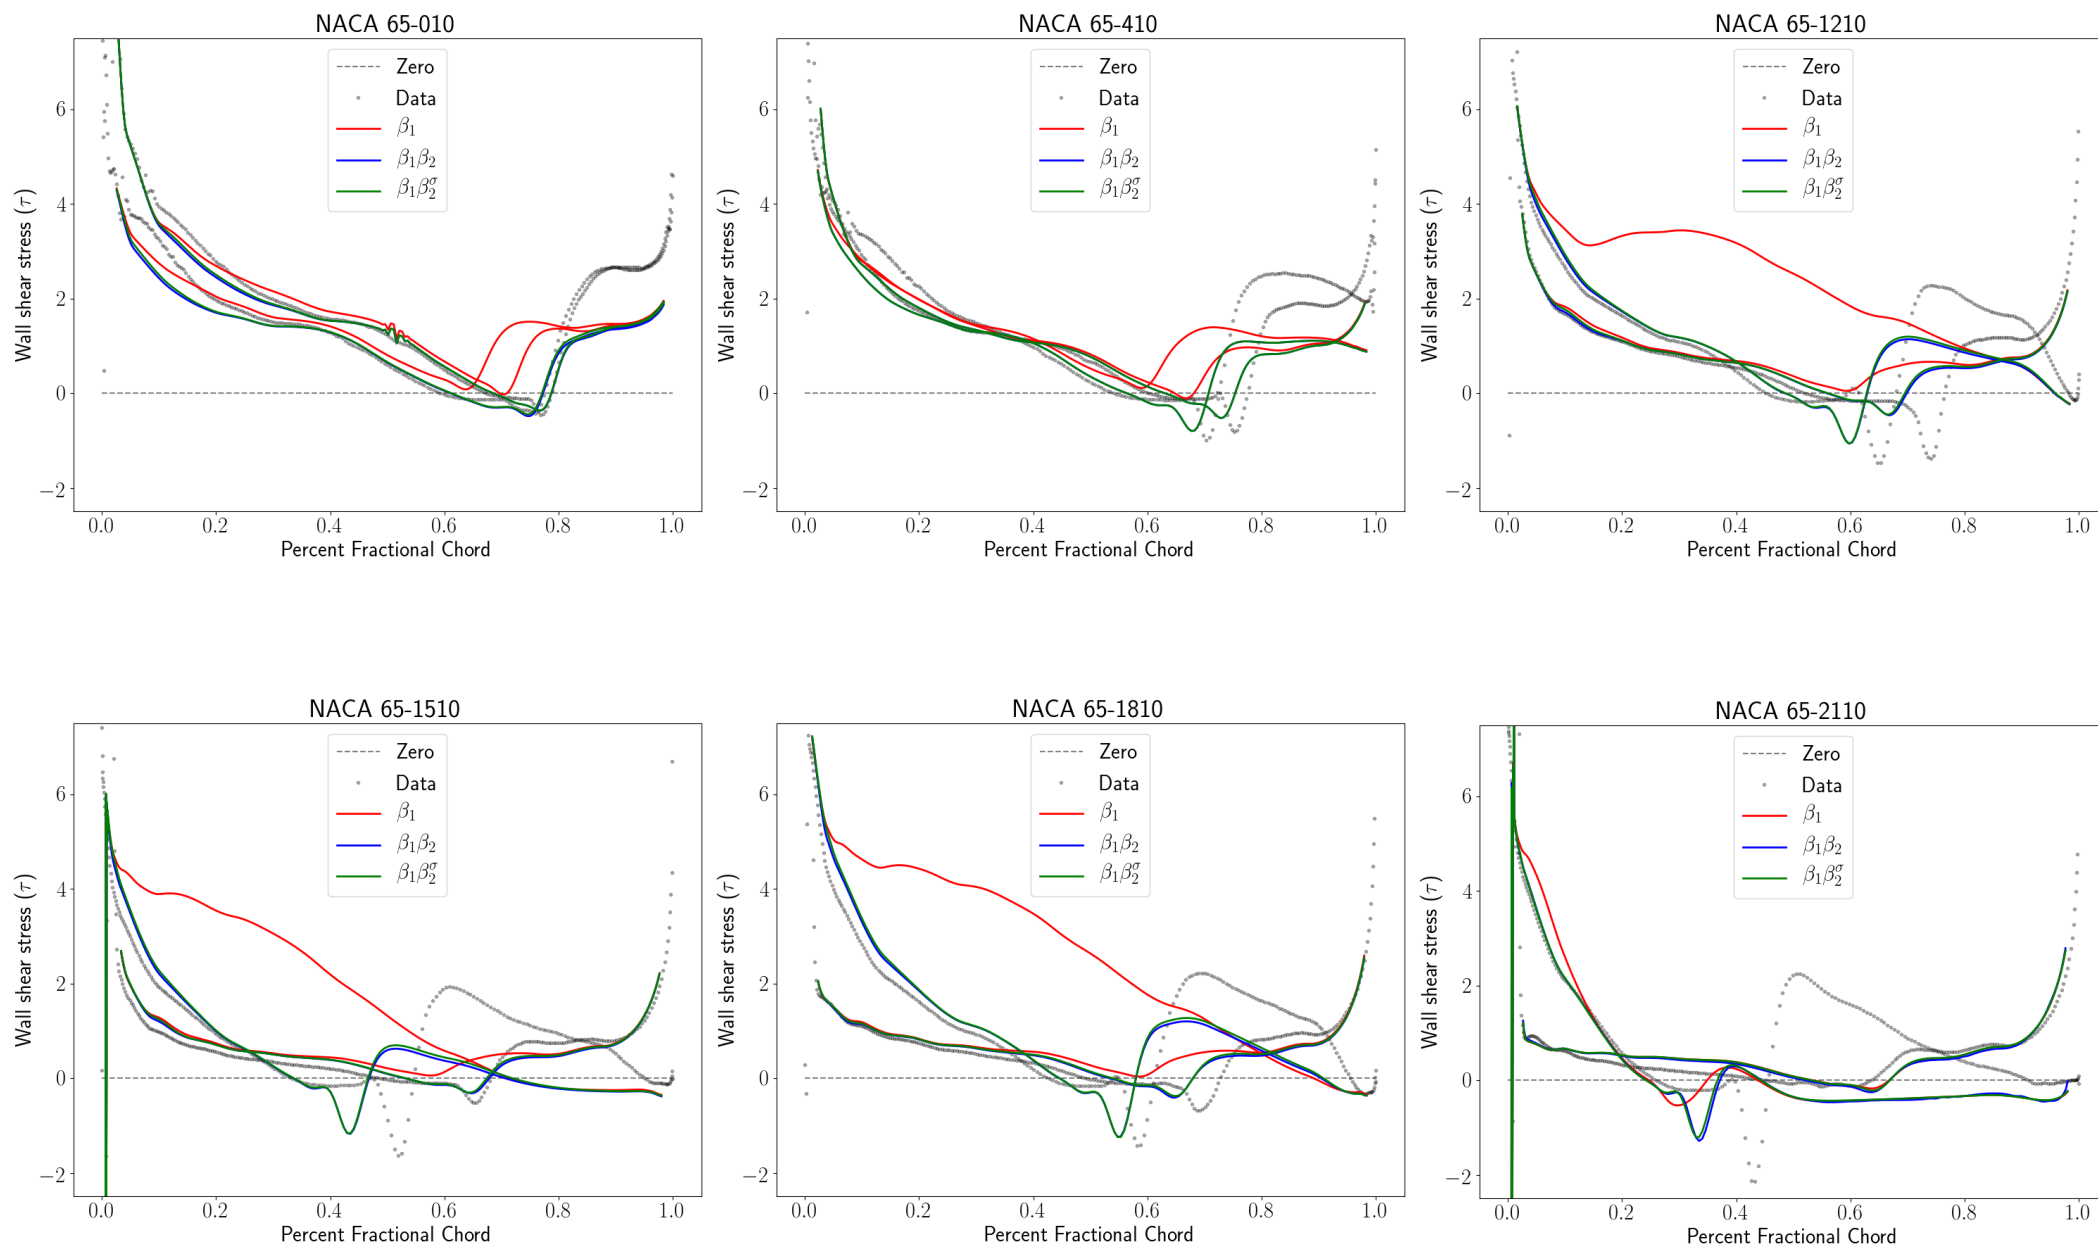 NACA 65-010
Zero
Data
β₁
β₁β₂
β₁β₂^σ
Wall shear stress (τ)
6
4
2
0
−2
0.0 0.2 0.4 0.6 0.8 1.0
Percent Fractional Chord
NACA 65-410
Zero
Data
β₁
β₁β₂
β₁β₂^σ
Wall shear stress (τ)
6
4
2
0
−2
0.0 0.2 0.4 0.6 0.8 1.0
Percent Fractional Chord
NACA 65-1210
Zero
Data
β₁
β₁β₂
β₁β₂^σ
Wall shear stress (τ)
6
4
2
0
−2
0.0 0.2 0.4 0.6 0.8 1.0
Percent Fractional Chord
NACA 65-1510
Zero
Data
β₁
β₁β₂
β₁β₂^σ
Wall shear stress (τ)
6
4
2
0
−2
0.0 0.2 0.4 0.6 0.8 1.0
Percent Fractional Chord
NACA 65-1810
Zero
Data
β₁
β₁β₂
β₁β₂^σ
Wall shear stress (τ)
6
4
2
0
−2
0.0 0.2 0.4 0.6 0.8 1.0
Percent Fractional Chord
NACA 65-2110
Zero
Data
β₁
β₁β₂
β₁β₂^σ
Wall shear stress (τ)
6
4
2
0
−2
0.0 0.2 0.4 0.6 0.8 1.0
Percent Fractional Chord